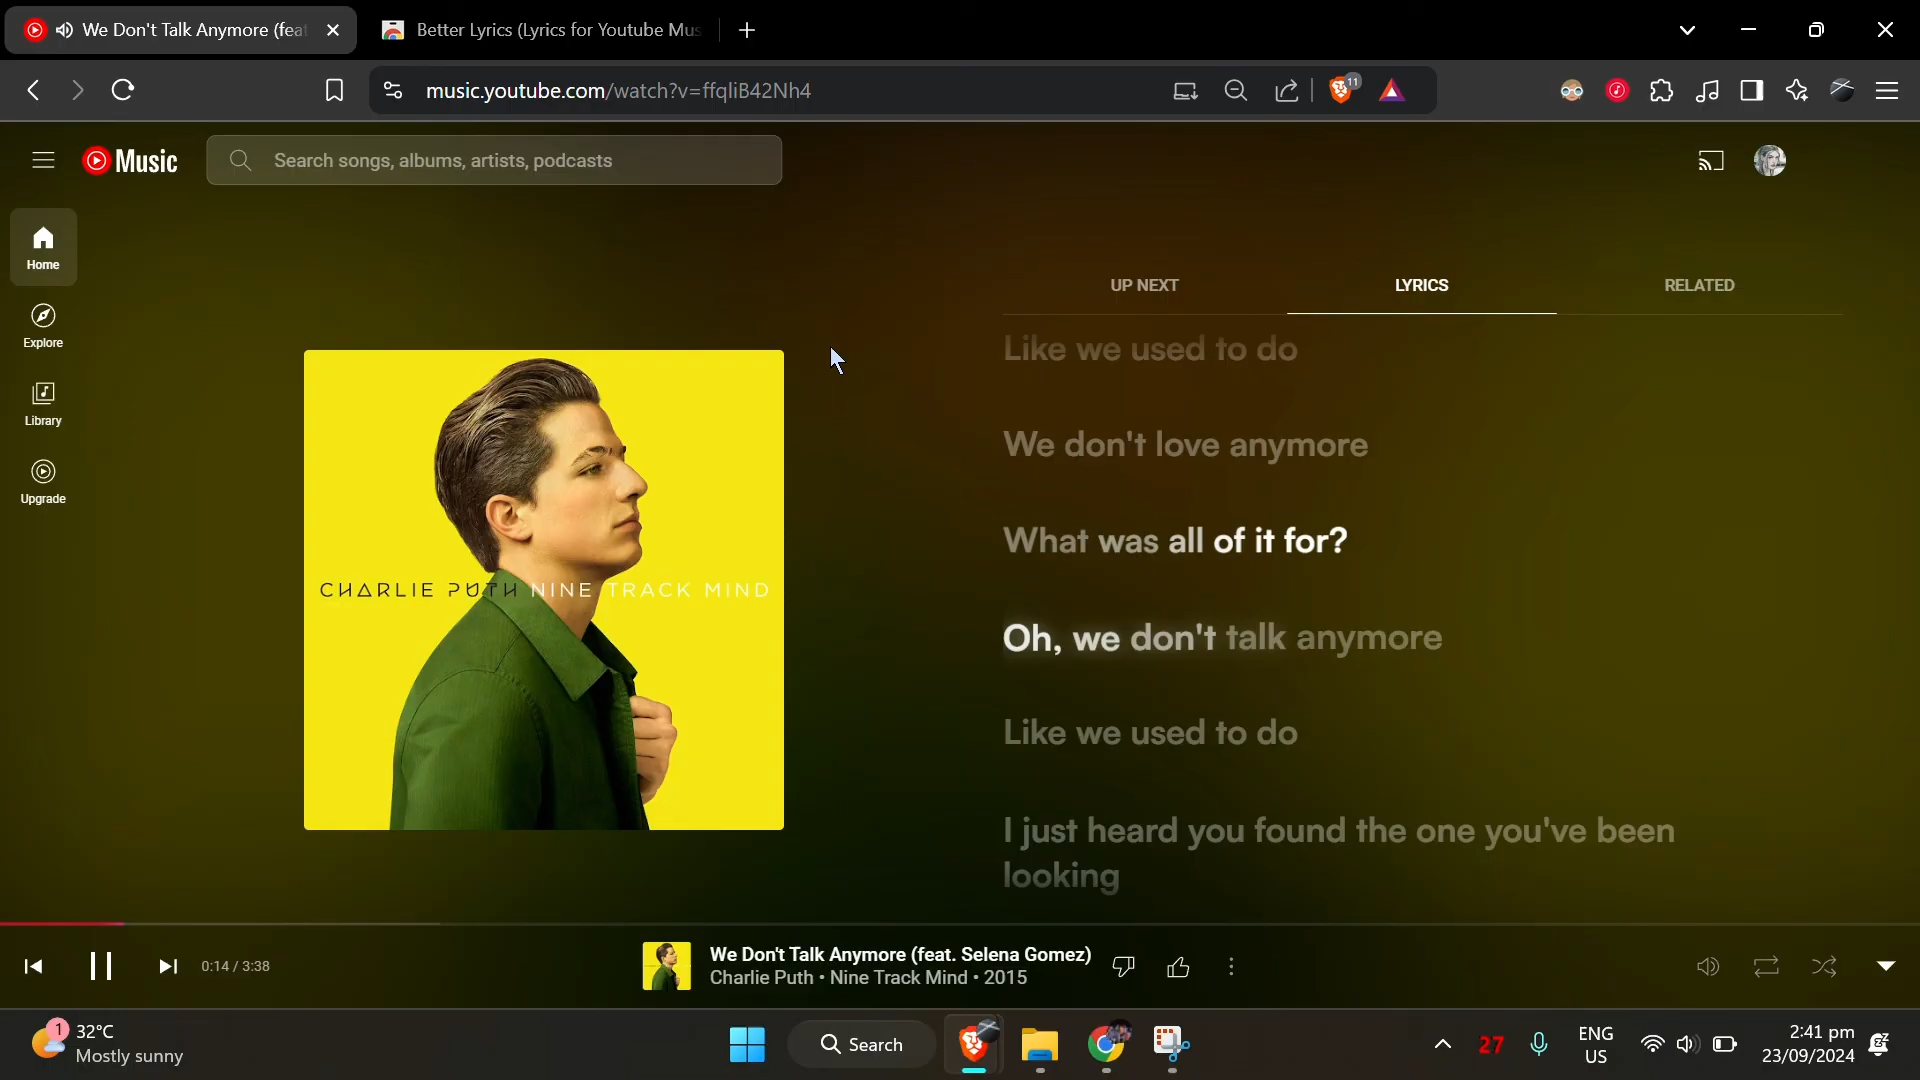 We Don't Talk Anymore (fea
Better Lyrics (Lyrics for Youtube Mus
music.youtube.com/watch?v=ffqliB42Nh4
11
Music
Search songs, albums, artists, podcasts
Home
Explore
Library
Upgrade
UP NEXT
LYRICS
RELATED
Like we used to do
We don't love anymore
What was all of it for?
Oh, we don't talk anymore
Like we used to do
I just heard you found the one you've been
looking
CHARLIE PUTH NINE TRACK MIND
0:14 / 3:38
We Don't Talk Anymore (feat. Selena Gomez)
Charlie Puth • Nine Track Mind • 2015
1
32°C
Mostly sunny
Search
27
ENG
US
2:41 pm
23/09/2024